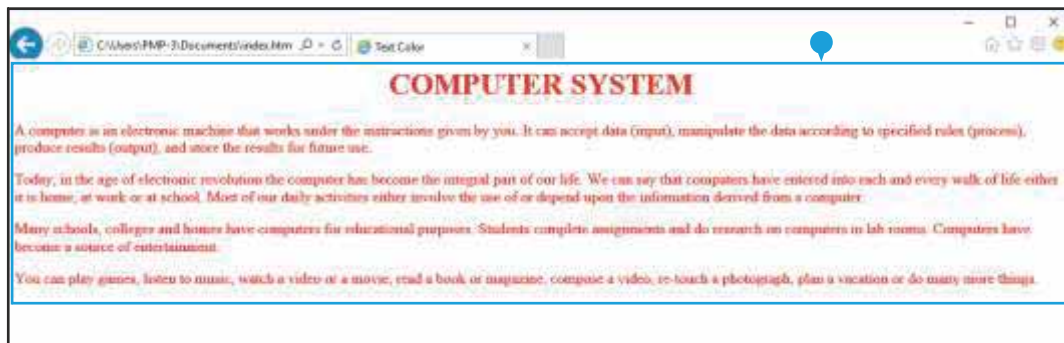 C:\Users\PMP-3\Documents\index.htm
Text Color
COMPUTER SYSTEM
A computer is an electronic machine that works under the instructions given by you. It can accept data (input), manipulate the data according to specified rules (process),
produce results (output), and store the results for future use.
Today, in the age of electronic revolution the computer has become the integral part of our life. We can say that computers have entered into each and every walk of life either
it is home, at work or at school. Most of our daily activities either involve the use of or depend upon the information derived from a computer.
Many schools, colleges and homes have computers for educational purposes. Students complete assignments and do research on computers in lab rooms. Computers have
become a source of entertainment.
You can play games, listen to music, watch a video or a movie, read a book or magazine, compose a video, re-touch a photograph, plan a vacation or do many more things.